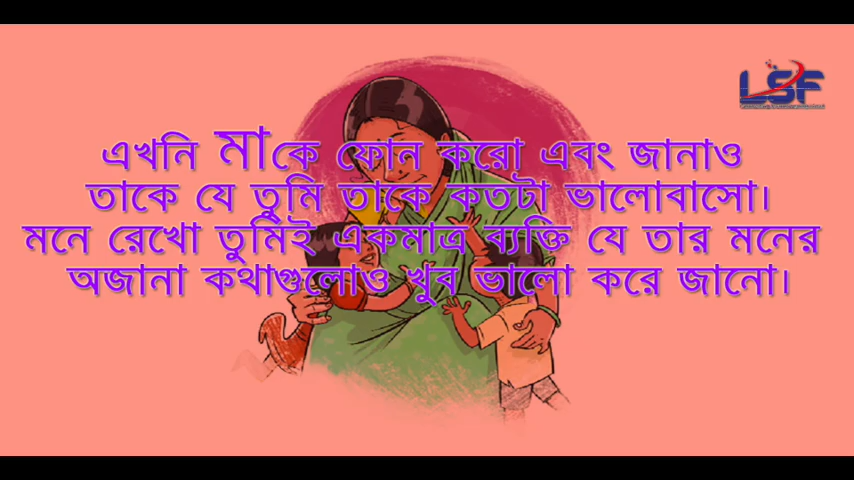 LSF
এখনি মাকে ফোন করো এবং জানাও
তাকে যে তুমি তাকে কতটা ভালোবাসো।
মনে রেখো তুমিই একমাত্র ব্যক্তি যে তার মনের
অজানা কথাগুলোও খুব ভালো করে জানো।